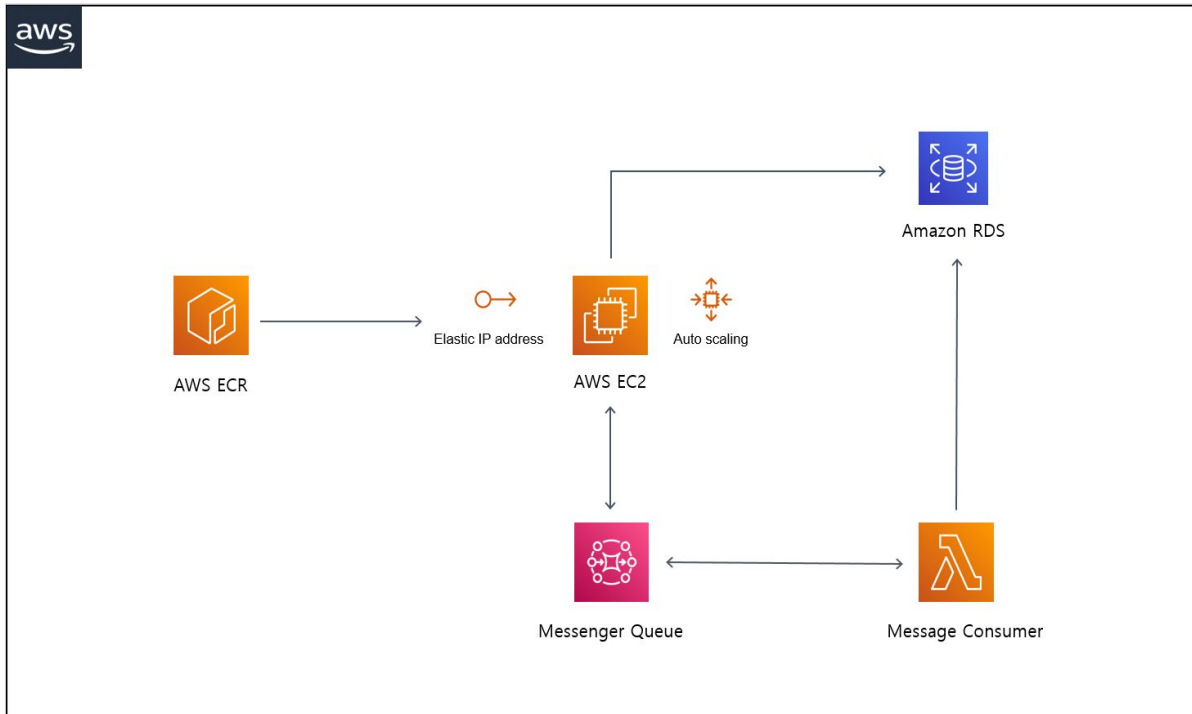 aws
Amazon RDS
Elastic IP address
Auto scaling
AWS ECR
AWS EC2
Messenger Queue
Message Consumer